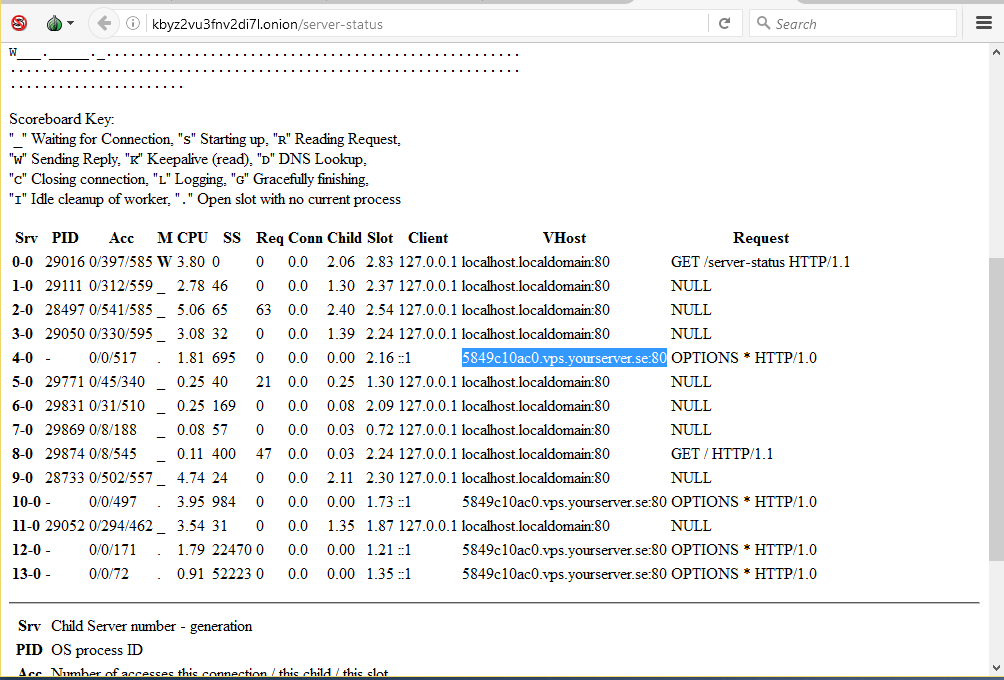 kbyz2vu3fnv2di7l.onion/server-status
Search
W___._____._....................................................
................................................................
......................
Scoreboard Key:
"_" Waiting for Connection, "S" Starting up, "R" Reading Request,
"W" Sending Reply, "K" Keepalive (read), "D" DNS Lookup,
"C" Closing connection, "L" Logging, "G" Gracefully finishing,
"I" Idle cleanup of worker, "." Open slot with no current process
Srv PID Acc M CPU SS Req Conn Child Slot Client VHost Request
0-0 29016 0/397/585 W 3.80 0 0 0.0 2.06 2.83 127.0.0.1 localhost.localdomain:80 GET /server-status HTTP/1.1
1-0 29111 0/312/559 _ 2.78 46 0 0.0 1.30 2.37 127.0.0.1 localhost.localdomain:80 NULL
2-0 28497 0/541/585 _ 5.06 65 63 0.0 2.40 2.54 127.0.0.1 localhost.localdomain:80 NULL
3-0 29050 0/330/595 _ 3.08 32 0 0.0 1.39 2.24 127.0.0.1 localhost.localdomain:80 NULL
4-0 - 0/0/517 . 1.81 695 0 0.0 0.00 2.16 ::1 5849c10ac0.vps.yourserver.se:80 OPTIONS * HTTP/1.0
5-0 29771 0/45/340 _ 0.25 40 21 0.0 0.25 1.30 127.0.0.1 localhost.localdomain:80 NULL
6-0 29831 0/31/510 _ 0.25 169 0 0.0 0.08 2.09 127.0.0.1 localhost.localdomain:80 NULL
7-0 29869 0/8/188 _ 0.08 57 0 0.0 0.03 0.72 127.0.0.1 localhost.localdomain:80 NULL
8-0 29874 0/8/545 _ 0.11 400 47 0.0 0.03 2.24 127.0.0.1 localhost.localdomain:80 GET / HTTP/1.1
9-0 28733 0/502/557 _ 4.74 24 0 0.0 2.11 2.30 127.0.0.1 localhost.localdomain:80 NULL
10-0 - 0/0/497 . 3.95 984 0 0.0 0.00 1.73 ::1 5849c10ac0.vps.yourserver.se:80 OPTIONS * HTTP/1.0
11-0 29052 0/294/462 _ 3.54 31 0 0.0 1.35 1.87 127.0.0.1 localhost.localdomain:80 NULL
12-0 - 0/0/171 . 1.79 22470 0 0.0 0.00 1.21 ::1 5849c10ac0.vps.yourserver.se:80 OPTIONS * HTTP/1.0
13-0 - 0/0/72 . 0.91 52223 0 0.0 0.00 1.35 ::1 5849c10ac0.vps.yourserver.se:80 OPTIONS * HTTP/1.0
Srv Child Server number - generation
PID OS process ID
Acc Number of accesses this connection / this child / this slot